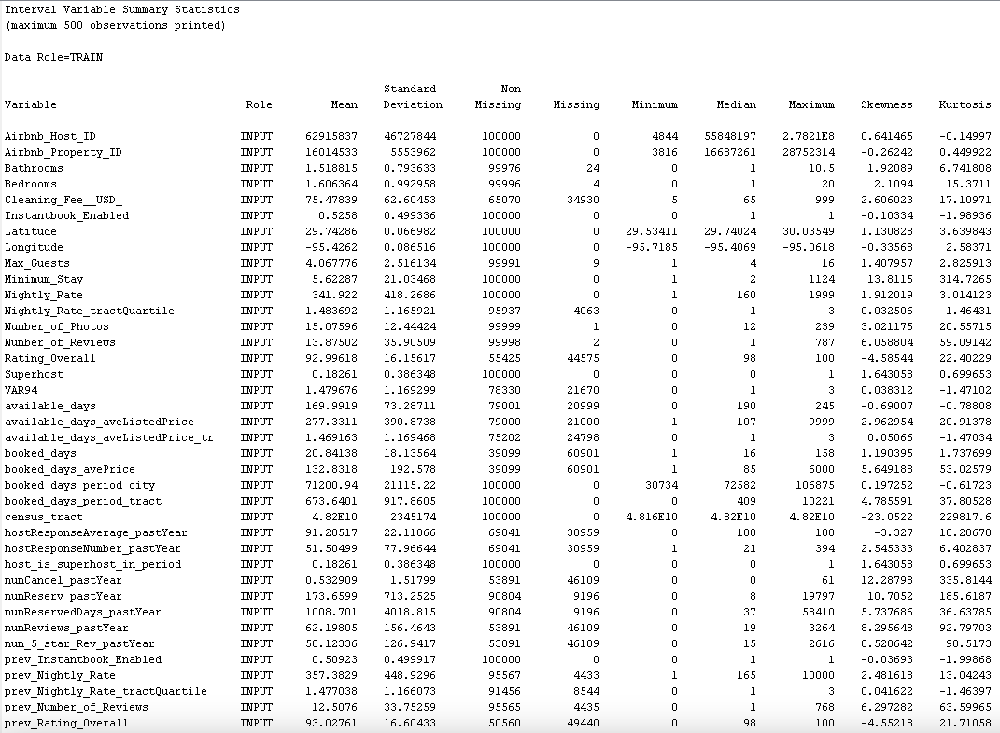 Interval Variable Summary Statistics
(maximum 500 observations printed)
Data Role=TRAIN
Standard Non
Variable Role Mean Deviation Missing Missing Minimum Median Maximum Skewness Kurtosis
Airbnb_Host_ID INPUT 62915837 46727844 100000 0 4844 55848197 2.7821E8 0.641465 -0.14997
Airbnb_Property_ID INPUT 16014533 5553962 100000 0 3816 16687261 28752314 -0.26242 0.449922
Bathrooms INPUT 1.518815 0.793633 99976 24 0 1 10.5 1.92089 6.741808
Bedrooms INPUT 1.606364 0.992958 99996 4 0 1 20 2.1094 15.3711
Cleaning_Fee__USD_ INPUT 75.47839 62.60453 65070 34930 5 65 999 2.606023 17.10971
Instantbook_Enabled INPUT 0.5258 0.499336 100000 0 0 1 1 -0.10334 -1.98936
Latitude INPUT 29.74286 0.066982 100000 0 29.53411 29.74024 30.03549 1.130828 3.639843
Longitude INPUT -95.4262 0.086516 100000 0 -95.7185 -95.4069 -95.0618 -0.33568 2.58371
Max_Guests INPUT 4.067776 2.516134 99991 9 1 4 16 1.407957 2.825913
Minimum_Stay INPUT 5.62287 21.03468 100000 0 1 2 1124 13.8115 314.7265
Nightly_Rate INPUT 341.922 418.2686 100000 0 1 160 1999 1.912019 3.014123
Nightly_Rate_tractQuartile INPUT 1.483692 1.165921 95937 4063 0 1 3 0.032506 -1.46431
Number_of_Photos INPUT 15.07596 12.44424 99999 1 0 12 239 3.021175 20.55715
Number_of_Reviews INPUT 13.87502 35.90509 99998 2 0 1 787 6.058804 59.09142
Rating_Overall INPUT 92.99618 16.15617 55425 44575 0 98 100 -4.58544 22.40229
Superhost INPUT 0.18261 0.386348 100000 0 0 0 1 1.643058 0.699653
VAR94 INPUT 1.479676 1.169299 78330 21670 0 1 3 0.038312 -1.47102
available_days INPUT 169.9919 73.28711 79001 20999 0 190 245 -0.69007 -0.78808
available_days_aveListedPrice INPUT 277.3311 390.8738 79000 21000 1 107 9999 2.962954 20.91378
available_days_aveListedPrice_tr INPUT 1.469163 1.169468 75202 24798 0 1 3 0.05066 -1.47034
booked_days INPUT 20.84138 18.13564 39099 60901 1 16 158 1.190395 1.737699
booked_days_avePrice INPUT 132.8318 192.578 39099 60901 1 85 6000 5.649188 53.02579
booked_days_period_city INPUT 71200.94 21115.22 100000 0 30734 72582 106875 0.197252 -0.61723
booked_days_period_tract INPUT 673.6401 917.8605 100000 0 0 409 10221 4.785591 37.80528
census_tract INPUT 4.82E10 2345174 100000 0 4.816E10 4.82E10 4.82E10 -23.0522 229817.6
hostResponseAverage_pastYear INPUT 91.28517 22.11066 69041 30959 0 100 100 -3.327 10.28678
hostResponseNumber_pastYear INPUT 51.50499 77.96644 69041 30959 1 21 394 2.545333 6.402837
host_is_superhost_in_period INPUT 0.18261 0.386348 100000 0 0 0 1 1.643058 0.699653
numCancel_pastYear INPUT 0.532909 1.51799 53891 46109 0 0 61 12.28798 335.8144
numReserv_pastYear INPUT 173.6599 713.2525 90804 9196 0 8 19797 10.7052 185.6187
numReservedDays_pastYear INPUT 1008.701 4018.815 90804 9196 0 37 58410 5.737686 36.63785
numReviews_pastYear INPUT 62.19805 156.4643 53891 46109 0 19 3264 8.295648 92.79703
num_5_star_Rev_pastYear INPUT 50.12336 126.9417 53891 46109 0 15 2616 8.528642 98.5173
prev_Instantbook_Enabled INPUT 0.50923 0.499917 100000 0 0 1 1 -0.03693 -1.99868
prev_Nightly_Rate INPUT 357.3829 448.9296 95567 4433 1 165 10000 2.481618 13.04243
prev_Nightly_Rate_tractQuartile INPUT 1.477038 1.166073 91456 8544 0 1 3 0.041622 -1.46397
prev_Number_of_Reviews INPUT 12.5076 33.75259 95565 4435 0 1 768 6.297282 63.59965
prev_Rating_Overall INPUT 93.02761 16.60433 50560 49440 0 98 100 -4.55218 21.71058